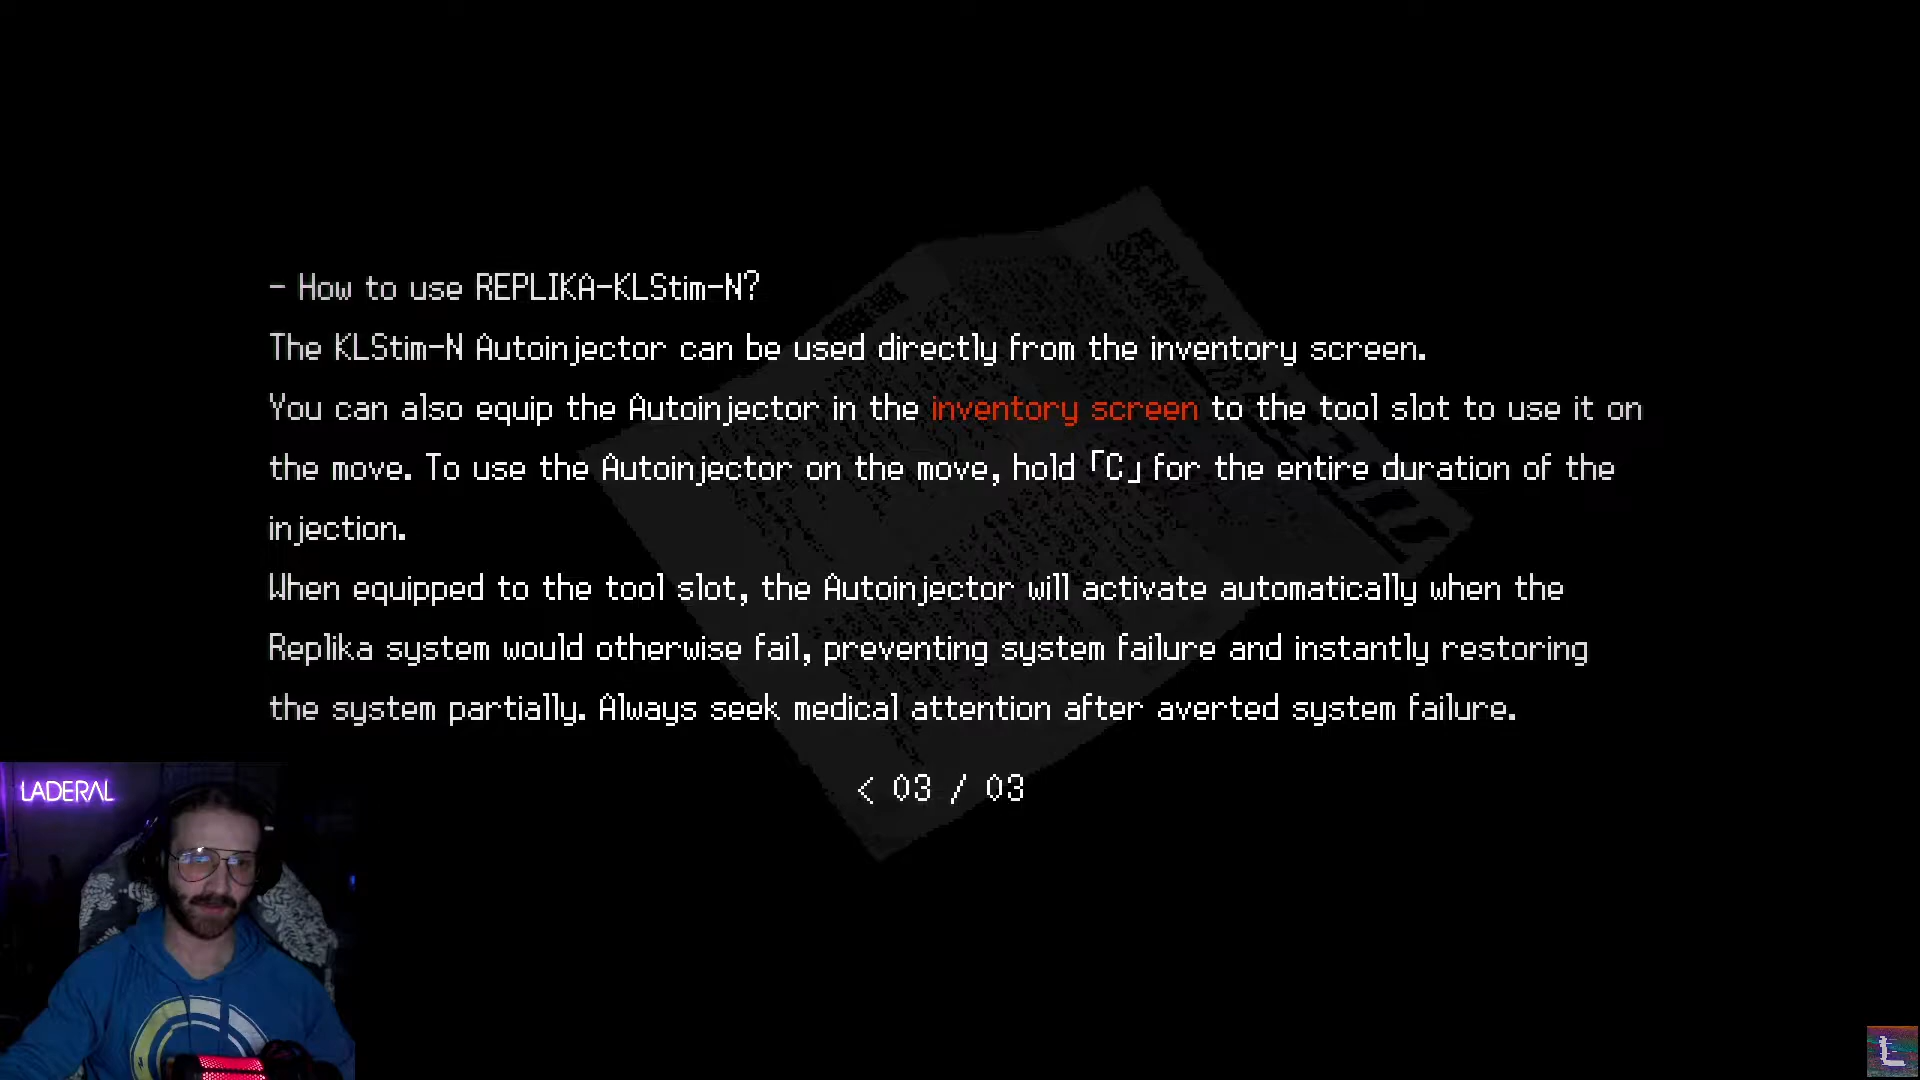 - How to use REPLIKA-KLStim-N?
The KLStim-N Autoinjector can be used directly from the inventory screen.
You can also equip the Autoinjector in the inventory screen to the tool slot to use it on
the move. To use the Autoinjector on the move, hold「C」for the entire duration of the
injection.
When equipped to the tool slot, the Autoinjector will activate automatically when the
Replika system would otherwise fail, preventing system failure and instantly restoring
the system partially. Always seek medical attention after averted system failure.
< 03 / 03
LADERAL
L